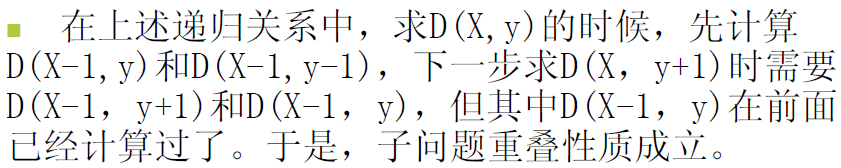 在上述递归关系中，求D(X,y)的时候，先计算
D(X-1,y)和D(X-1,y-1)，下一步求D(X，y+1)时需要
D(X-1，y+1)和D(X-1，y)，但其中D(X-1，y)在前面
已经计算过了。于是，子问题重叠性质成立。